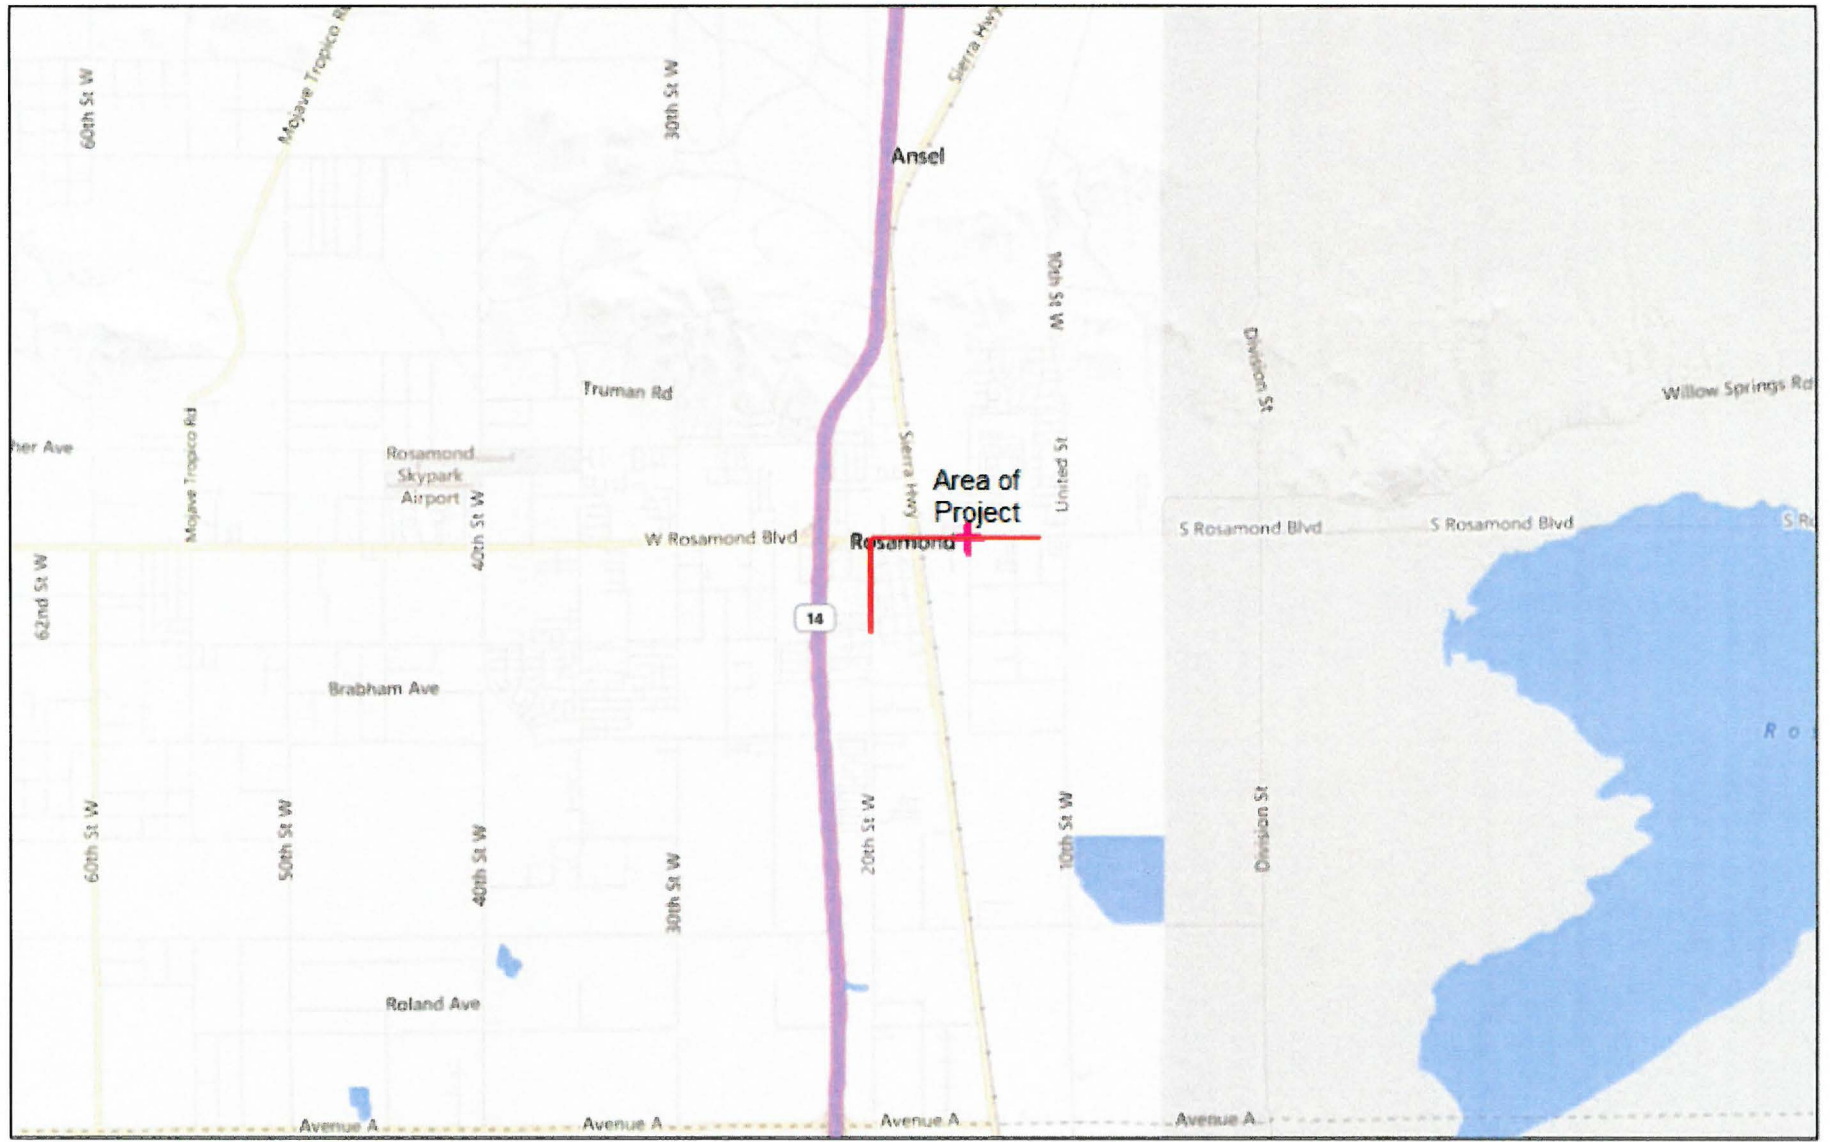 Mojave Tropico R
Sierra Hwy
60th St W
30th St W
Ansel
10th St W
Division St
Truman Rd
Willow Springs Rd
her Ave
Mojave Tropico Rd
Rosamond
Skypark
Airport
40th St W
Sierra Hwy
United St
Area of
Project
W Rosamond Blvd
Rosamond
S Rosamond Blvd
S Rosamond Blvd
S Ro
62nd St W
14
Brabham Ave
R o s
60th St W
50th St W
40th St W
30th St W
20th St W
10th St W
Division St
Roland Ave
Avenue A
Avenue A
Avenue A
Avenue A